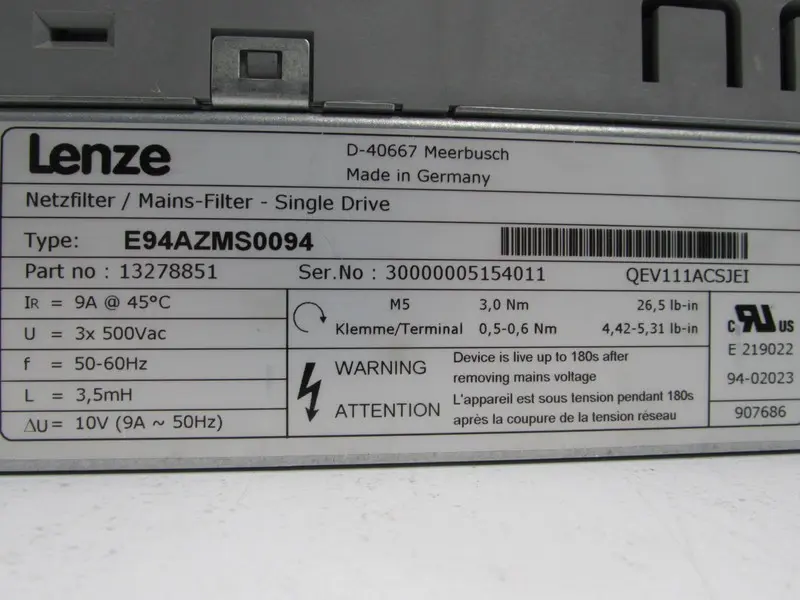 Lenze
D-40667 Meerbusch
Made in Germany
Netzfilter / Mains-Filter - Single Drive
Type: E94AZMS0094
Part no : 13278851 Ser.No : 30000005154011 QEV111ACSJEI
IR = 9A @ 45°C
U = 3x 500Vac
f = 50-60Hz
L = 3,5mH
ΔU = 10V (9A ~ 50Hz)
M5 3,0 Nm 26,5 lb-in
Klemme/Terminal 0,5-0,6 Nm 4,42-5,31 lb-in
WARNING
Device is live up to 180s after
removing mains voltage
ATTENTION
L'appareil est sous tension pendant 180s
après la coupure de la tension réseau
c RU US
E 219022
94-02023
907686